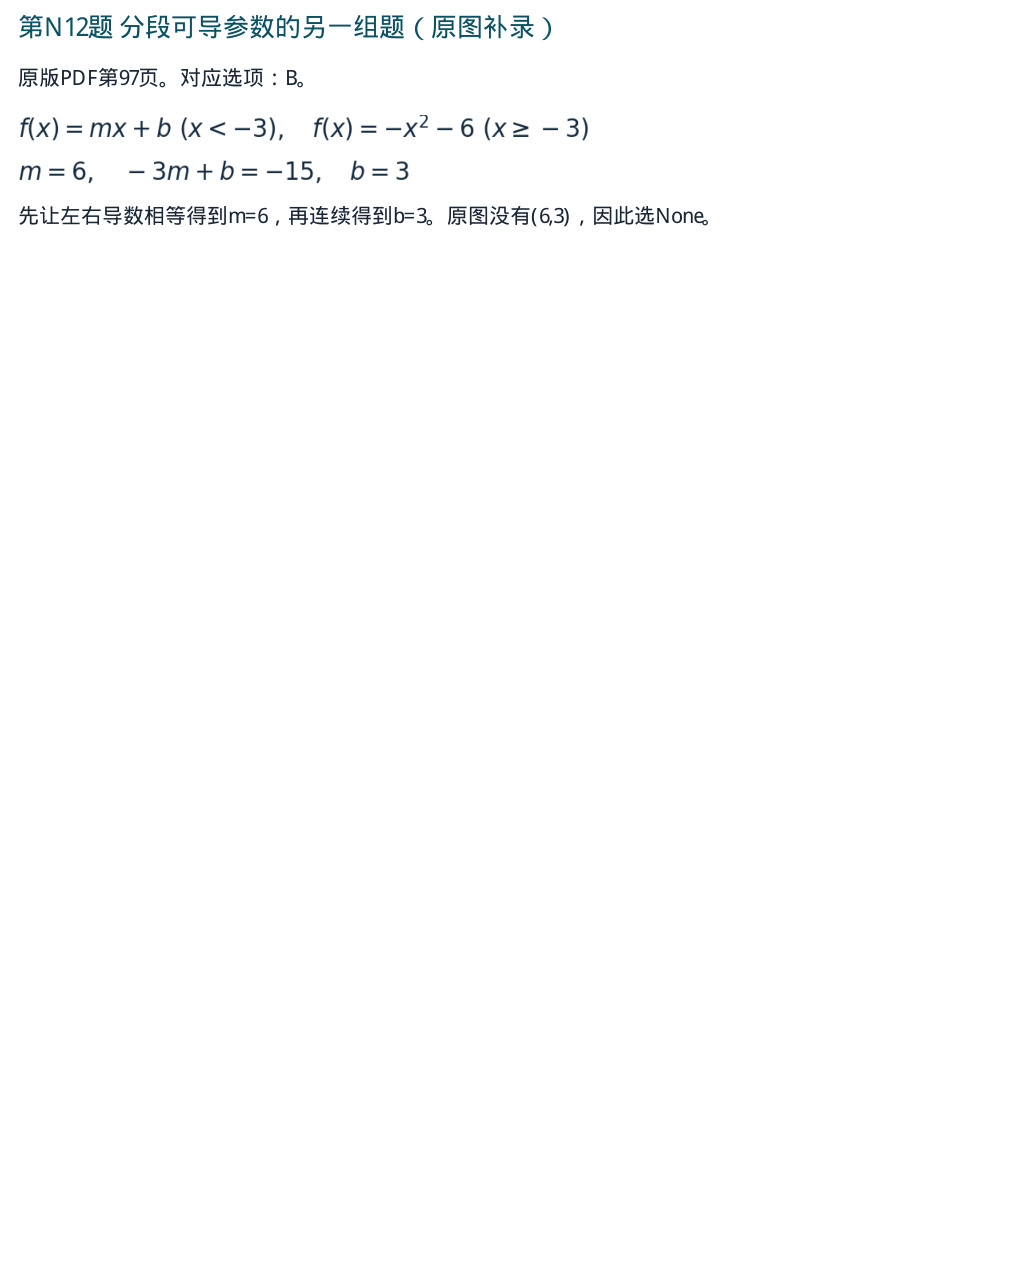 第N12题 分段可导参数的另一组题（原图补录）
原版PDF第97页。对应选项：B。
f(x) = mx + b (x < −3),  f(x) = −x² − 6 (x ≥ −3)
m = 6,  −3m + b = −15,  b = 3
先让左右导数相等得到m=6，再连续得到b=3。原图没有(6,3)，因此选None。